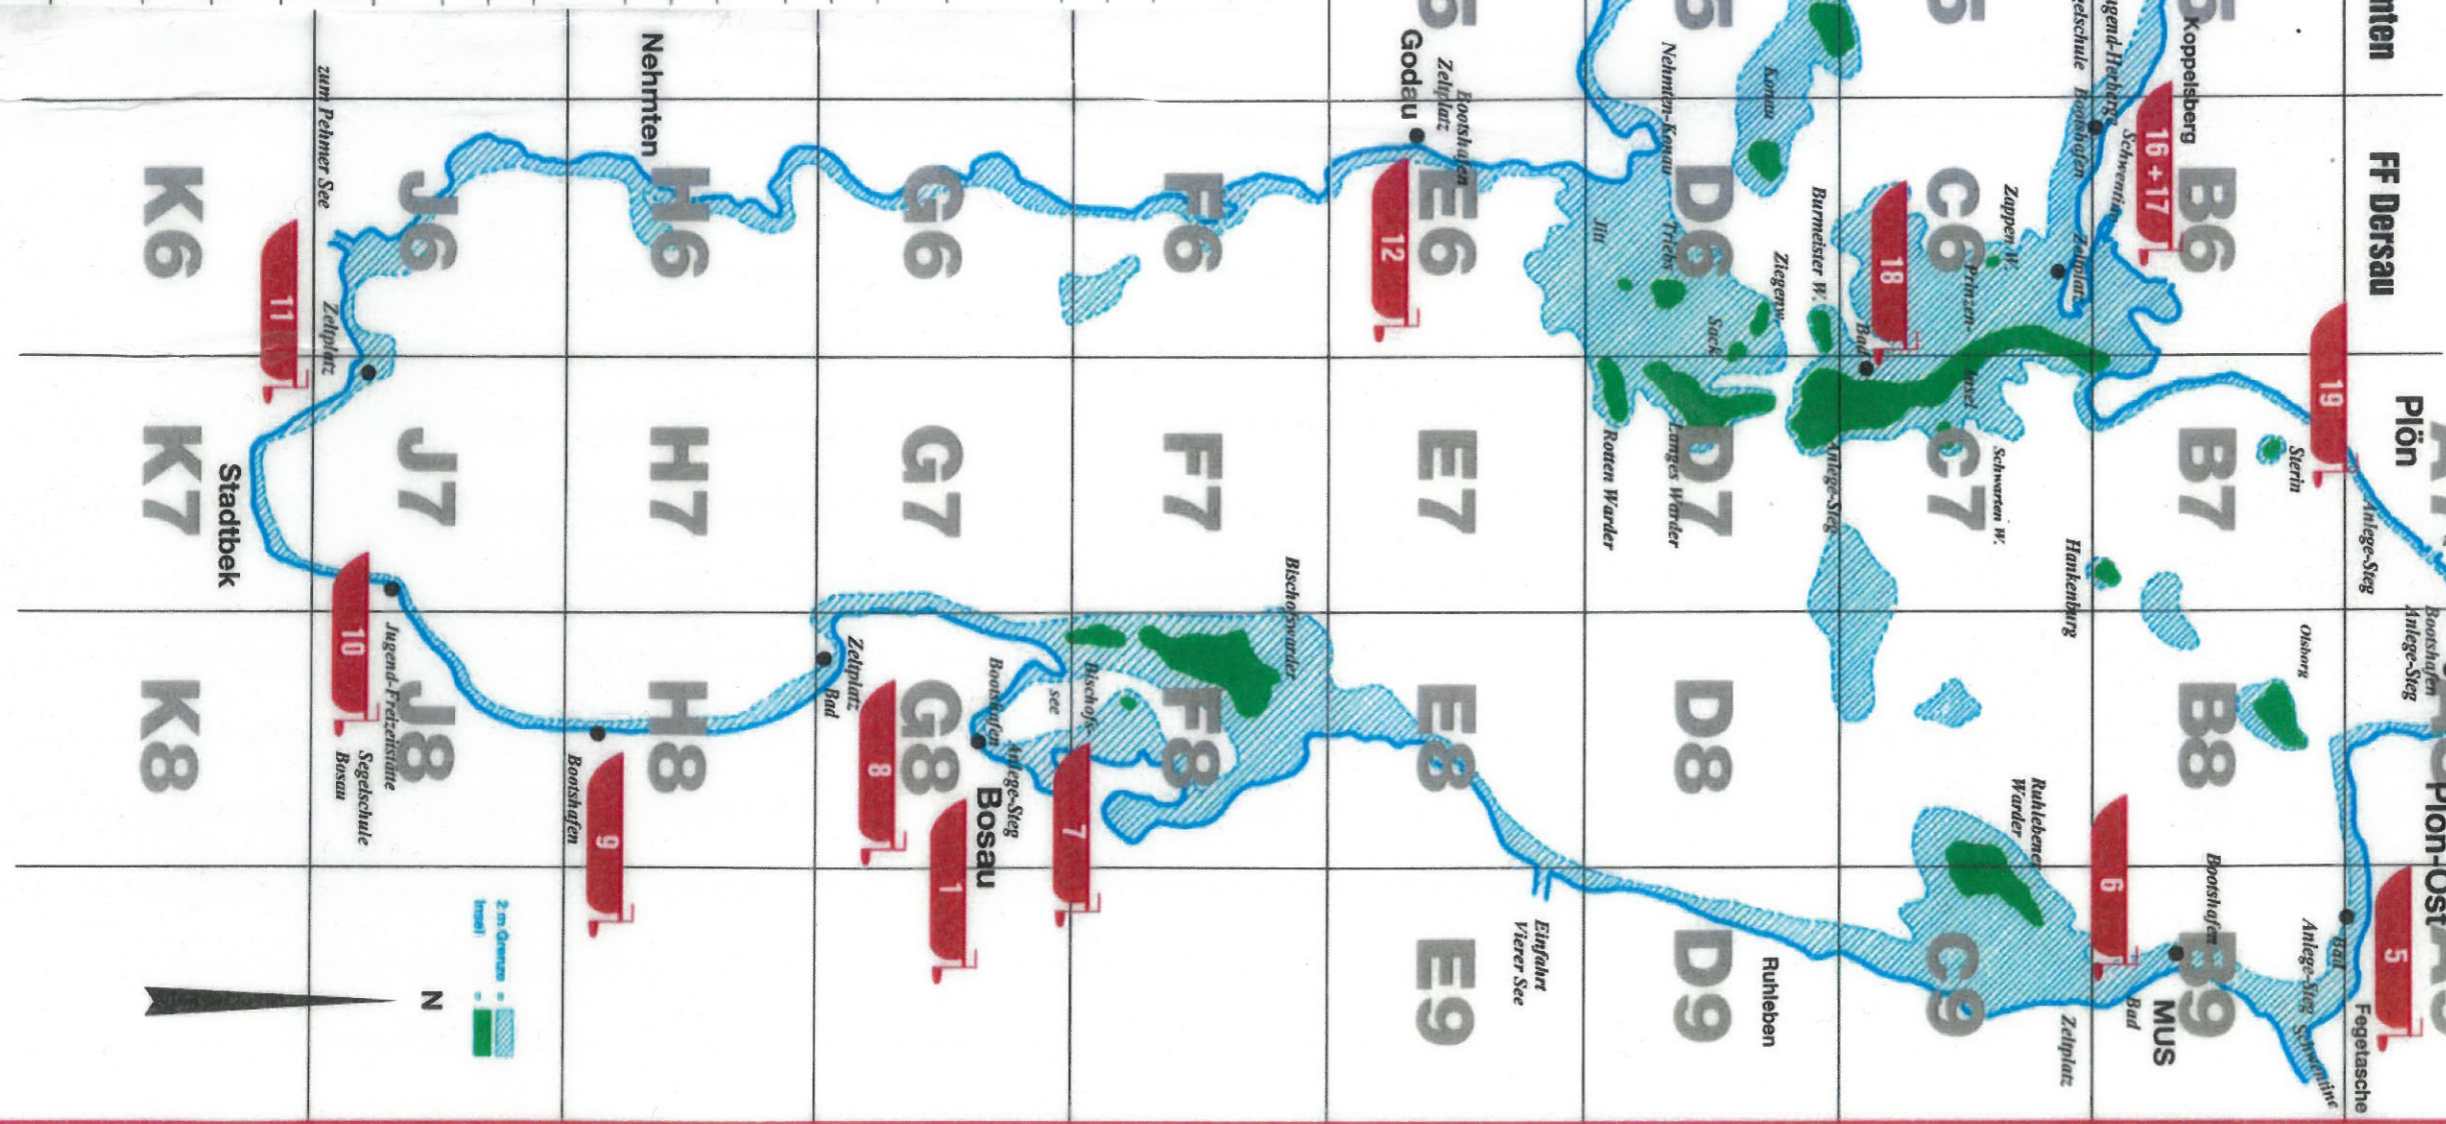 Plön-Ost
Bootshafen
Anlege-Steg
Plön
FF Dersau
Anlege-Steg
5
Fegetasche
Schwentine
Bad
Anlege-Steg
19
Olsborg
Sterin
Koppelsberg
B6
B7
B8
B9
16 + 17
Schwentine
Bootshafen
Zeltplatz
Hankenburg
6
Bootshafen
MUS
Bad
Zeltplatz
Zappen W.
Schwarten W.
Ruhlebener
Warder
C6
C7
C9
Prinzen-
Insel
18
Bad
Burmeister W.
Anlege-Steg
Ruhleben
Konau
Ziegenw.
D6
D7
D8
D9
Sack
Nehmten-Konau
Triebs
Langes Warder
Jitt
Rotten Warder
Einfahrt
Vierer See
Bootshafen
Zeltplatz
Godau
E6
E7
E8
E9
12
Bischofswarder
F6
F7
F8
Bischofs-
see
7
Anlege-Steg
Bootshafen
Bosau
G6
G7
G8
1
8
Zeltplatz
Bad
Nehmten
H6
H7
H8
9
Bootshafen
J6
J7
J8
Jugend-Freizeitstätte
Segelschule
Bosau
10
zum Pehmer See
Zeltplatz
11
Stadtbek
K6
K7
K8
2 m Grenze =
Insel =
N